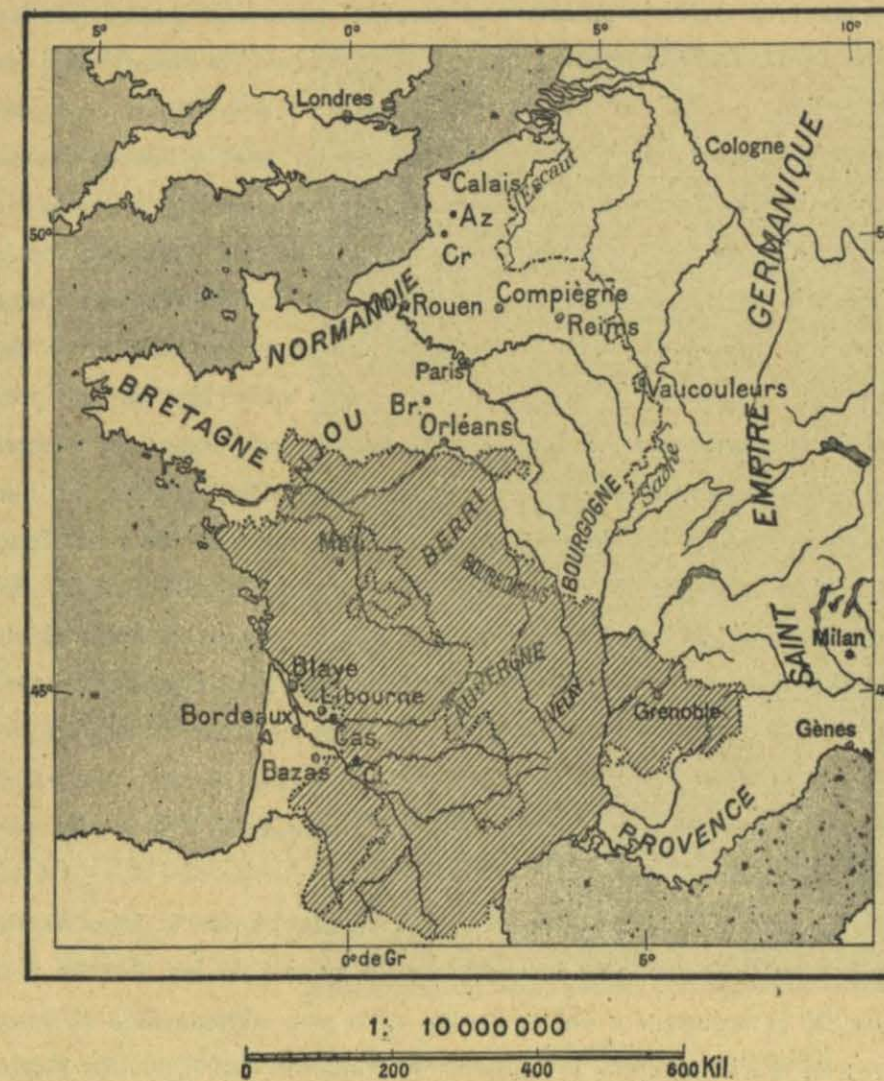 5° 0° 5° 10°
Londres
Cologne
Calais
Escaut
Az
50°
Cr
EMPIRE GERMANIQUE
Compiègne
NORMANDIE
Rouen
Reims
Paris
Vaucouleurs
BRETAGNE
Br.
Orléans
ANJOU
Saône
BOURGOGNE
BERRI
BOURBONNAIS
SAINT
Milan
Blaye
AUVERGNE
45°
Libourne
VELAY
Grenoble
Bordeaux
Gènes
Cas
Bazas
PROVENCE
0° de Gr 5°
1: 10 000 000
0 200 400 600 Kil.